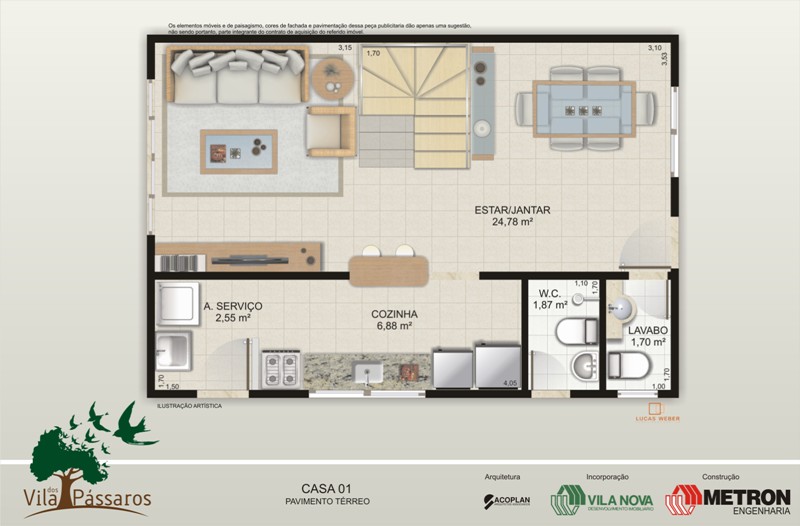 Os elementos móveis e de paisagismo, cores de fachada e pavimentação dessa peça publicitaria dão apenas uma sugestão,
não sendo portanto, parte integrante do contrato de aquisição do referido imóvel.
3,15
1,70
3,10
3,53
ESTAR/JANTAR
24,78 m²
A. SERVIÇO
2,55 m²
COZINHA
6,88 m²
W.C.
1,87 m²
1,10
1,70
LAVABO
1,70 m²
1,70
1,50
4,05
1,70
1,00
ILUSTRAÇÃO ARTÍSTICA
LUCAS WEBER
Vila dos Pássaros
CASA 01
PAVIMENTO TÉRREO
Arquitetura
ACOPLAN
Incorporação
VILA NOVA
DESENVOLVIMENTO IMOBILIÁRIO
Construção
METRON
ENGENHARIA